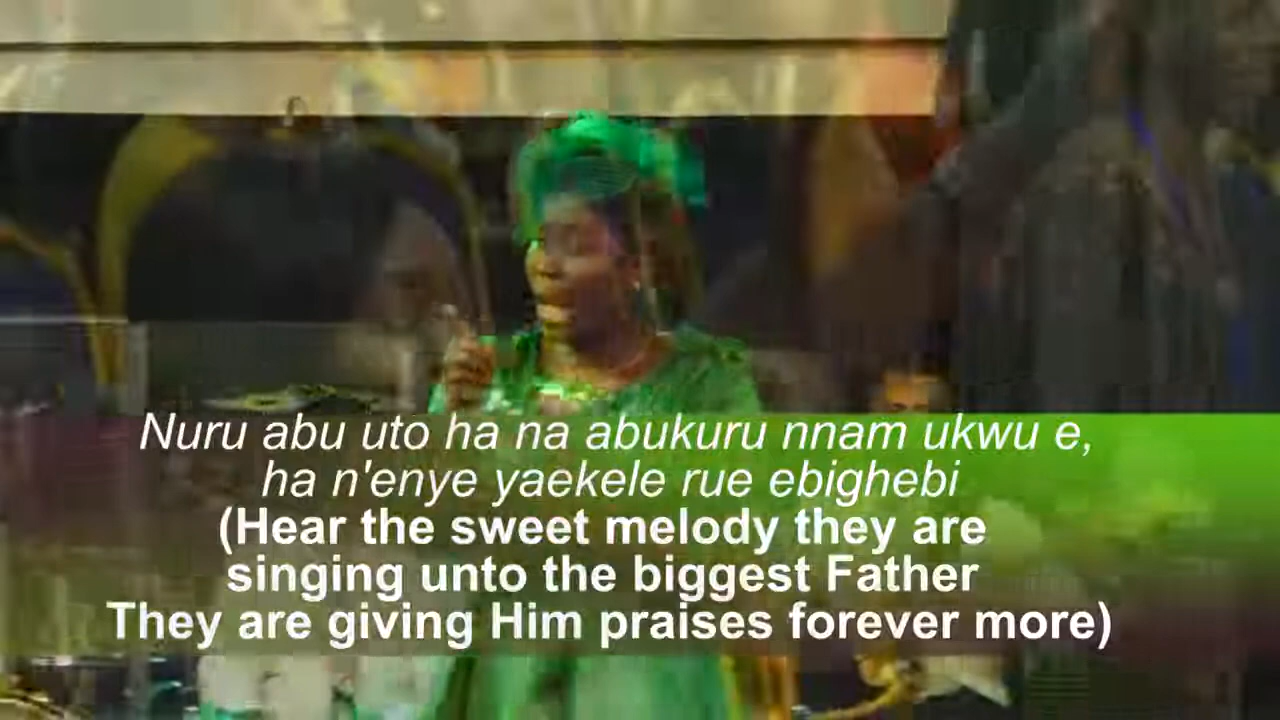 Nuru abu uto ha na abukuru nnam ukwu e,
ha n'enye yaekele rue ebighebi
(Hear the sweet melody they are
singing unto the biggest Father
They are giving Him praises forever more)